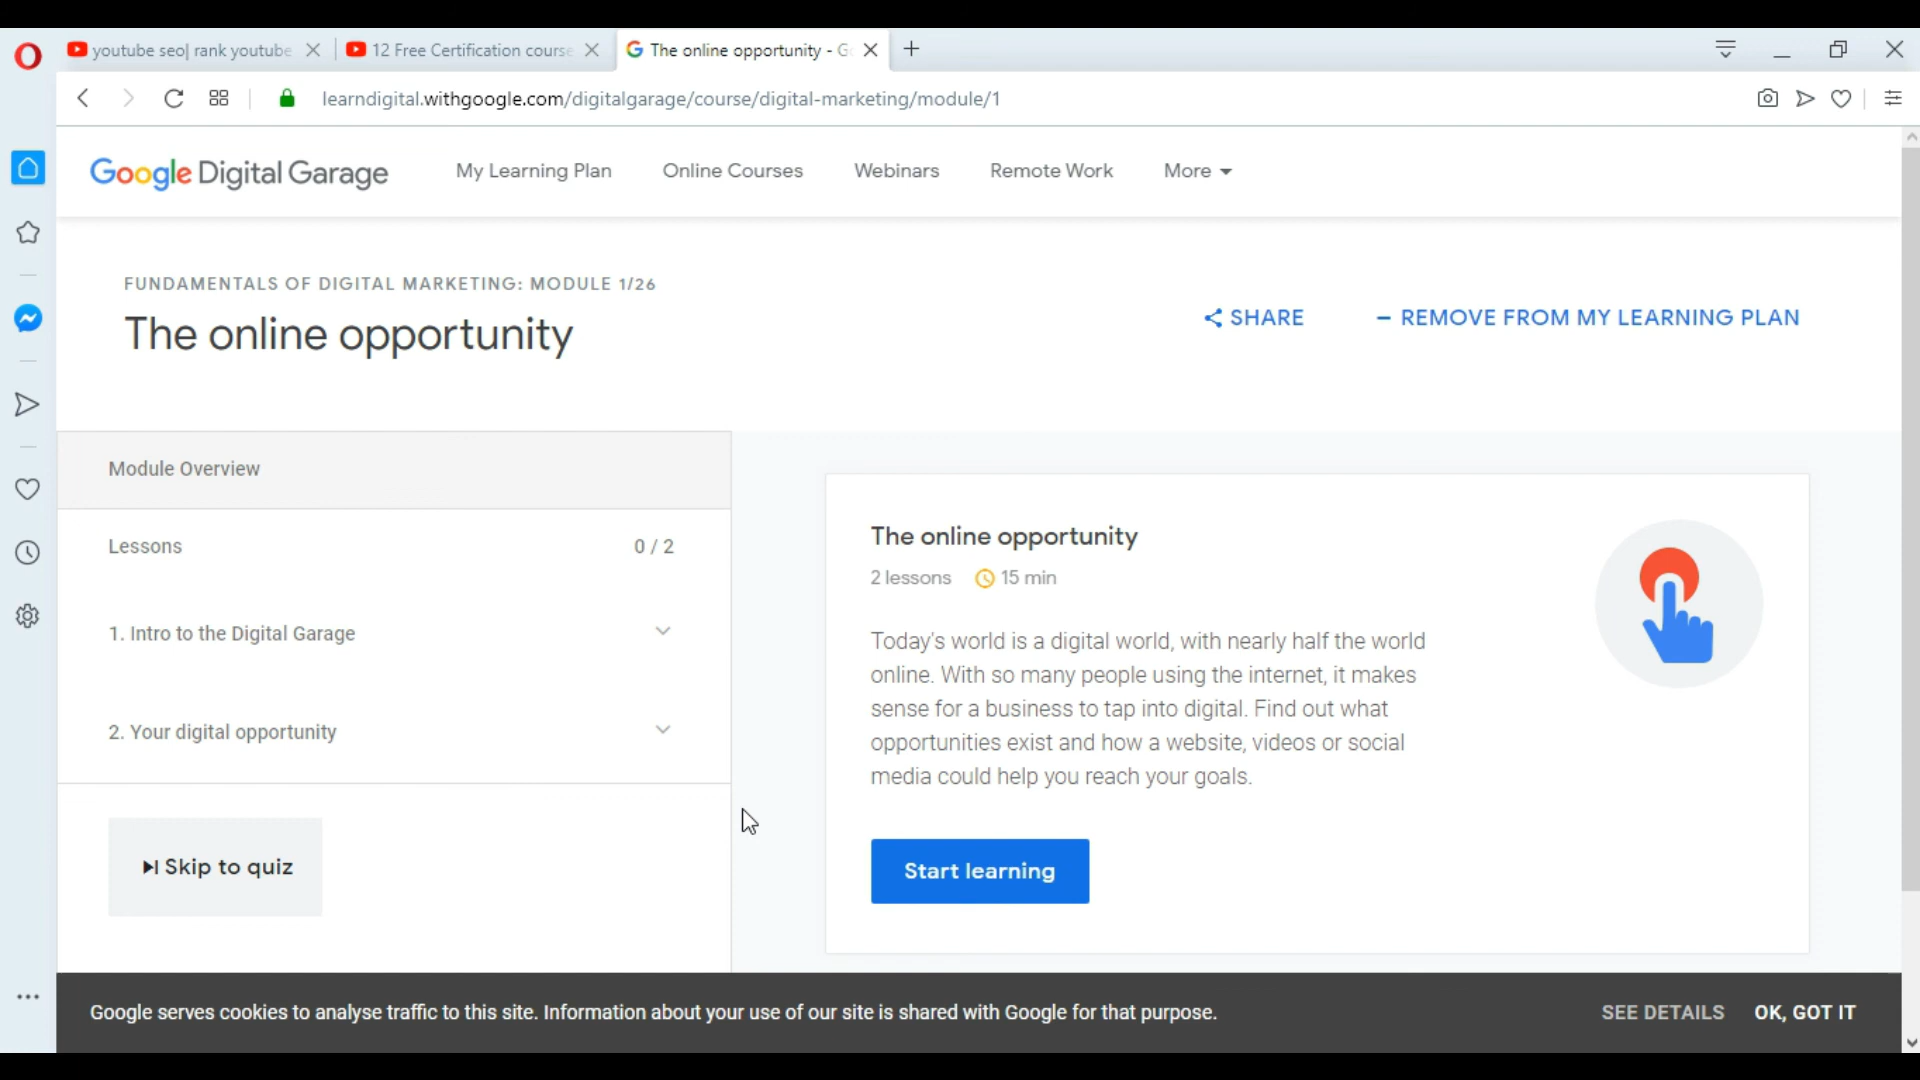 youtube seo| rank youtube
12 Free Certification course
The online opportunity - G
learndigital.withgoogle.com/digitalgarage/course/digital-marketing/module/1
Google Digital Garage
My Learning Plan
Online Courses
Webinars
Remote Work
More
FUNDAMENTALS OF DIGITAL MARKETING: MODULE 1/26
The online opportunity
SHARE
REMOVE FROM MY LEARNING PLAN
Module Overview
Lessons 0 / 2
1. Intro to the Digital Garage
2. Your digital opportunity
Skip to quiz
The online opportunity
2 lessons 15 min
Today's world is a digital world, with nearly half the world
online. With so many people using the internet, it makes
sense for a business to tap into digital. Find out what
opportunities exist and how a website, videos or social
media could help you reach your goals.
Start learning
Google serves cookies to analyse traffic to this site. Information about your use of our site is shared with Google for that purpose.
SEE DETAILS
OK, GOT IT